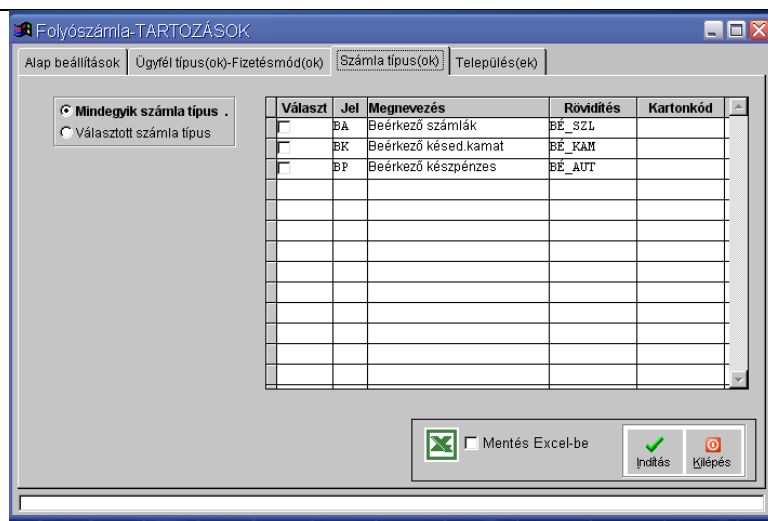 Folyószámla-TARTOZÁSOK
Alap beállítások Ügyfél típus(ok)-Fizetésmód(ok) Számla típus(ok) Település(ek)
Mindegyik számla típus .
Választott számla típus
Választ Jel Megnevezés Rövidítés Kartonkód
BA Beérkező számlák BÉ_SZL
BK Beérkező késed.kamat BÉ_KAM
BP Beérkező készpénzes BÉ_AUT
Mentés Excel-be
Indítás Kilépés